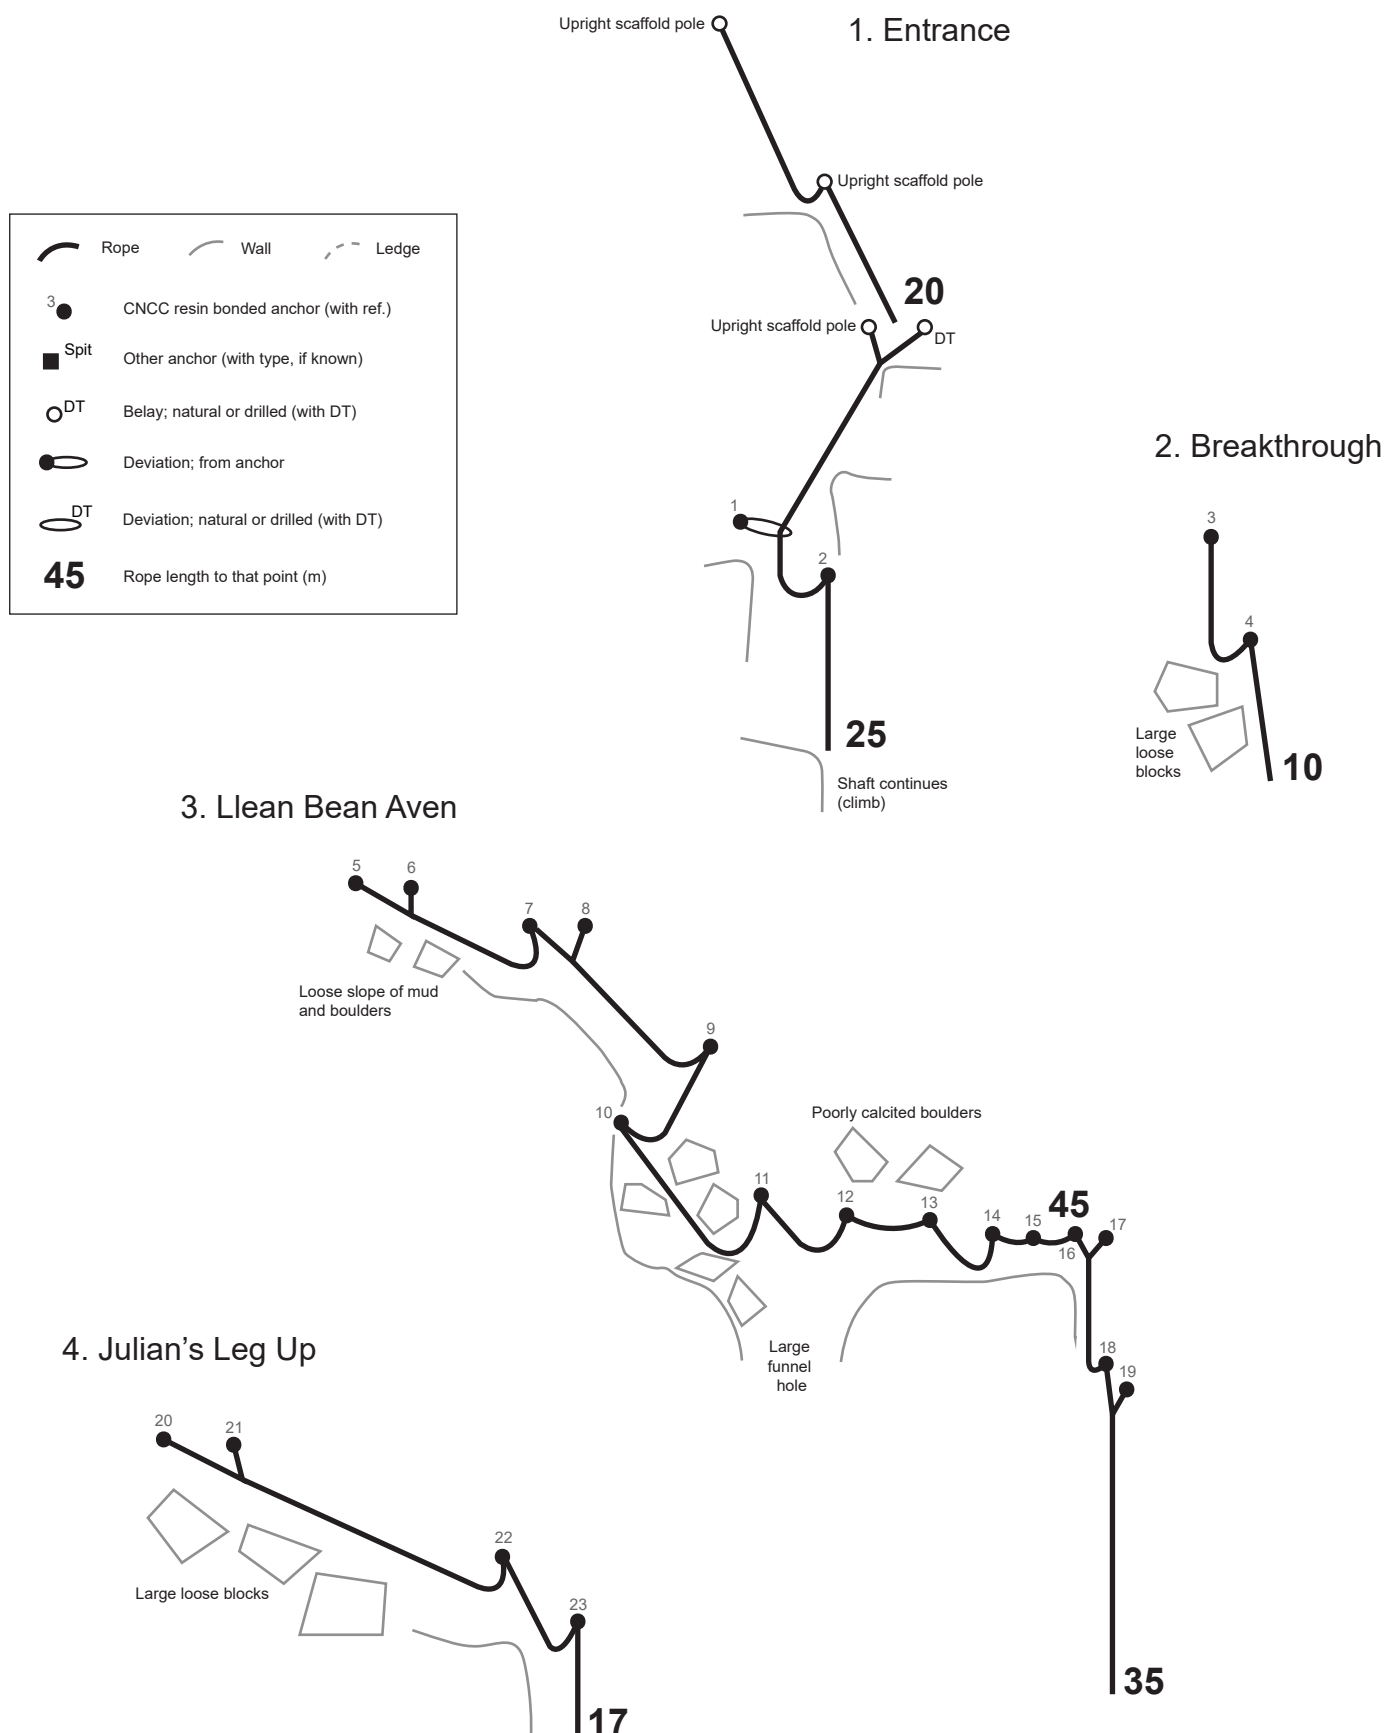 Upright scaffold pole
1. Entrance
Upright scaffold pole
20
Upright scaffold pole
DT
1
2
25
Shaft continues
(climb)
Rope
Wall
Ledge
3
CNCC resin bonded anchor (with ref.)
Spit
Other anchor (with type, if known)
DT
Belay; natural or drilled (with DT)
Deviation; from anchor
DT
Deviation; natural or drilled (with DT)
45
Rope length to that point (m)
2. Breakthrough
3
4
Large
loose
blocks
10
3. Llean Bean Aven
5
6
7
8
Loose slope of mud
and boulders
9
10
Poorly calcited boulders
11
12
13
14
15
45
16
17
Large
funnel
hole
18
19
35
4. Julian’s Leg Up
20
21
22
Large loose blocks
23
17